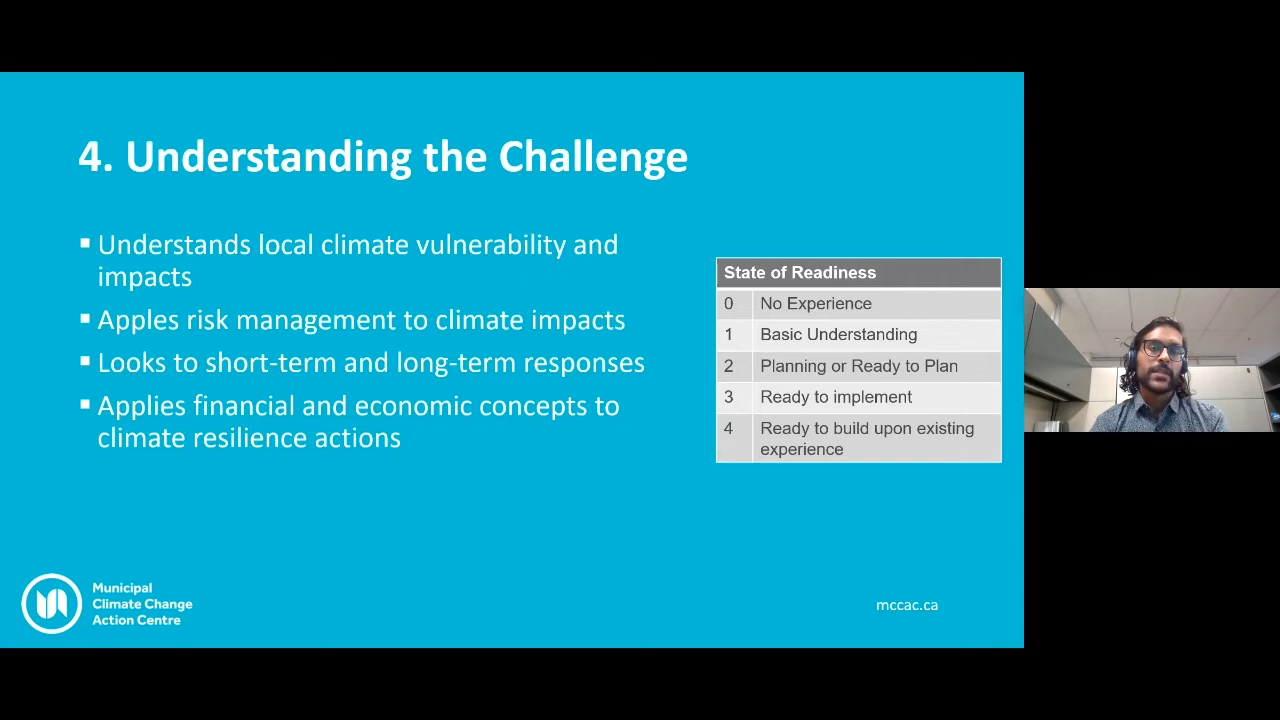 4. Understanding the Challenge
▪ Understands local climate vulnerability and
impacts
▪ Apples risk management to climate impacts
▪ Looks to short-term and long-term responses
▪ Applies financial and economic concepts to
climate resilience actions
State of Readiness
0 No Experience
1 Basic Understanding
2 Planning or Ready to Plan
3 Ready to implement
4 Ready to build upon existing
experience
Municipal
Climate Change
Action Centre
mccac.ca